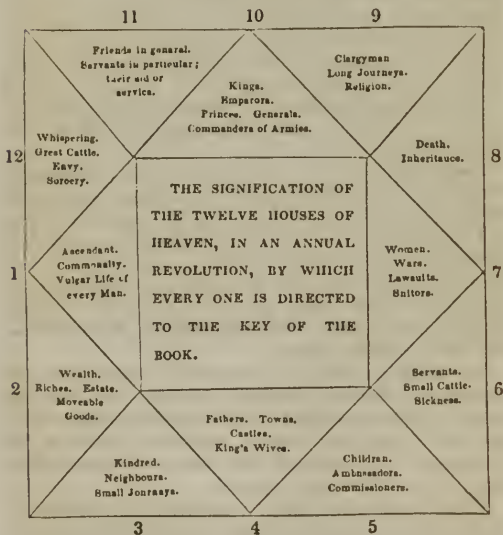 11
10
9
Friends in general.
Servants in particular;
their aid or
service.
Kings.
Emperors.
Princes. Generals.
Commanders of Armies.
Clergyman
Long Journeys.
Religion.
12
Whispering.
Great Cattle.
Envy.
Sorcery.
Death.
Inheritance.
8
THE SIGNIFICATION OF
THE TWELVE HOUSES OF
HEAVEN, IN AN ANNUAL
REVOLUTION, BY WHICH
EVERY ONE IS DIRECTED
TO THE KEY OF THE
BOOK.
1
Ascendant.
Commonalty.
Vulgar Life of
every Man.
Women.
Wars.
Lawsuits.
Suitors.
7
2
Wealth.
Riches. Estate.
Moveable
Goods.
Servants.
Small Cattle.
Sickness.
6
Fathers. Towns.
Castles.
King's Wives.
Kindred.
Neighbours.
Small Journays.
Children.
Ambassadors.
Commissioners.
3
4
5